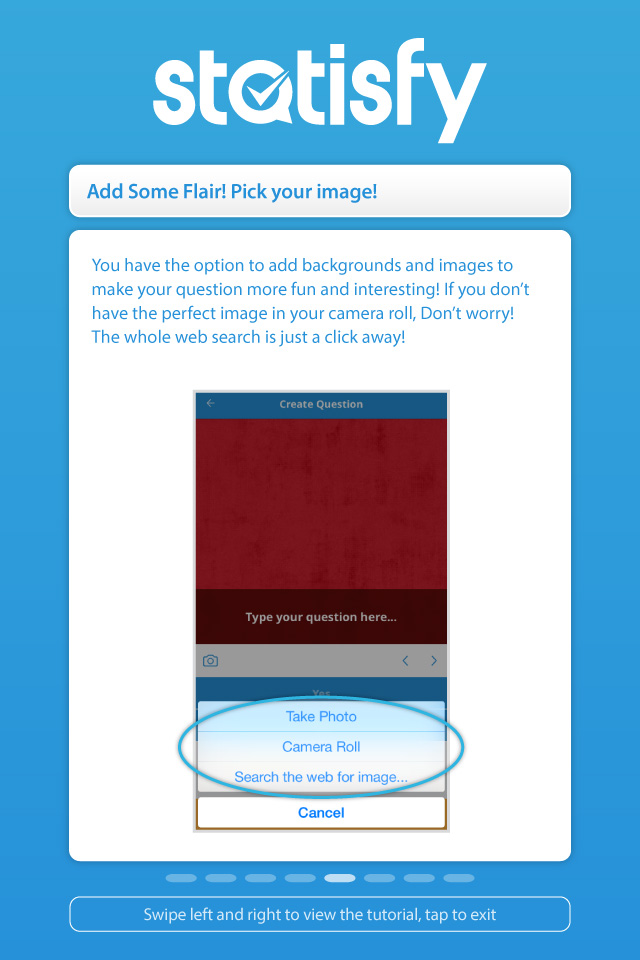 statisfy
Add Some Flair! Pick your image!
You have the option to add backgrounds and images to
make your question more fun and interesting! If you don’t
have the perfect image in your camera roll, Don’t worry!
The whole web search is just a click away!
Create Question
Type your question here...
Yes
Take Photo
Camera Roll
Search the web for image...
Cancel
Swipe left and right to view the tutorial, tap to exit